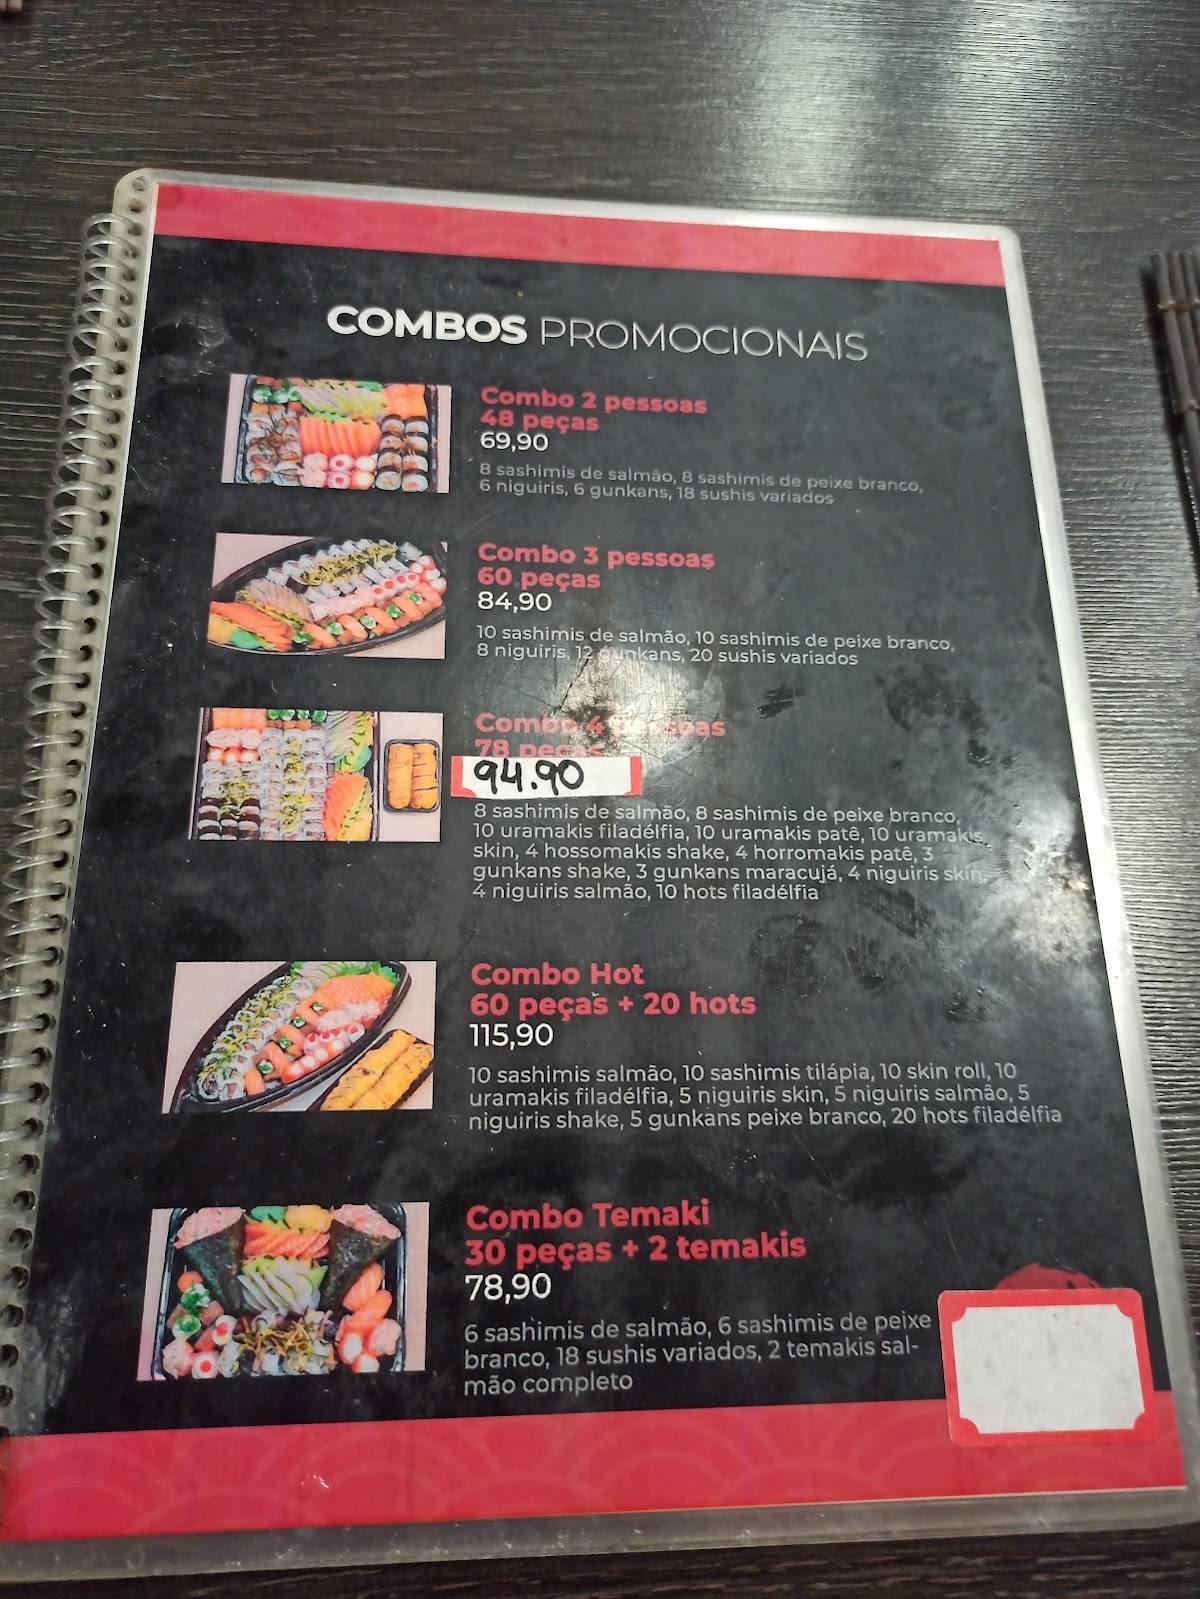 COMBOS PROMOCIONAIS
Combo 2 pessoas
48 peças
69,90
8 sashimis de salmão, 8 sashimis de peixe branco,
6 niguiris, 6 gunkans, 18 sushis variados
Combo 3 pessoas
60 peças
84,90
10 sashimis de salmão, 10 sashimis de peixe branco,
8 niguiris, 12 gunkans, 20 sushis variados
Combo 4 pessoas
78 peças
94.90
8 sashimis de salmão, 8 sashimis de peixe branco,
10 uramakis filadélfia, 10 uramakis patê, 10 uramakis
skin, 4 hossomakis shake, 4 horromakis patê, 3
gunkans shake, 3 gunkans maracujá, 4 niguiris skin,
4 niguiris salmão, 10 hots filadélfia
Combo Hot
60 peças + 20 hots
115,90
10 sashimis salmão, 10 sashimis tilápia, 10 skin roll, 10
uramakis filadélfia, 5 niguiris skin, 5 niguiris salmão, 5
niguiris shake, 5 gunkans peixe branco, 20 hots filadélfia
Combo Temaki
30 peças + 2 temakis
78,90
6 sashimis de salmão, 6 sashimis de peixe
branco, 18 sushis variados, 2 temakis sal-
mão completo